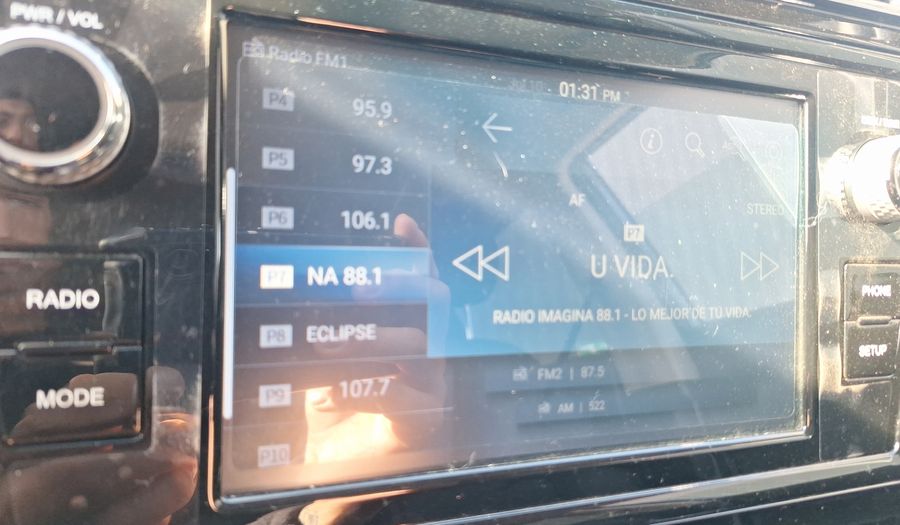 PWR / VOL
Radio FM1
01:31 PM
P4 95.9
P5 97.3
P6 106.1
P7 NA 88.1
P8 ECLIPSE
P9 107.7
P10
AF
STEREO
P7
U VIDA.
RADIO IMAGINA 88.1 - LO MEJOR DE TU VIDA.
FM2 | 87.5
AM | 522
RADIO
MODE
PHONE
SETUP